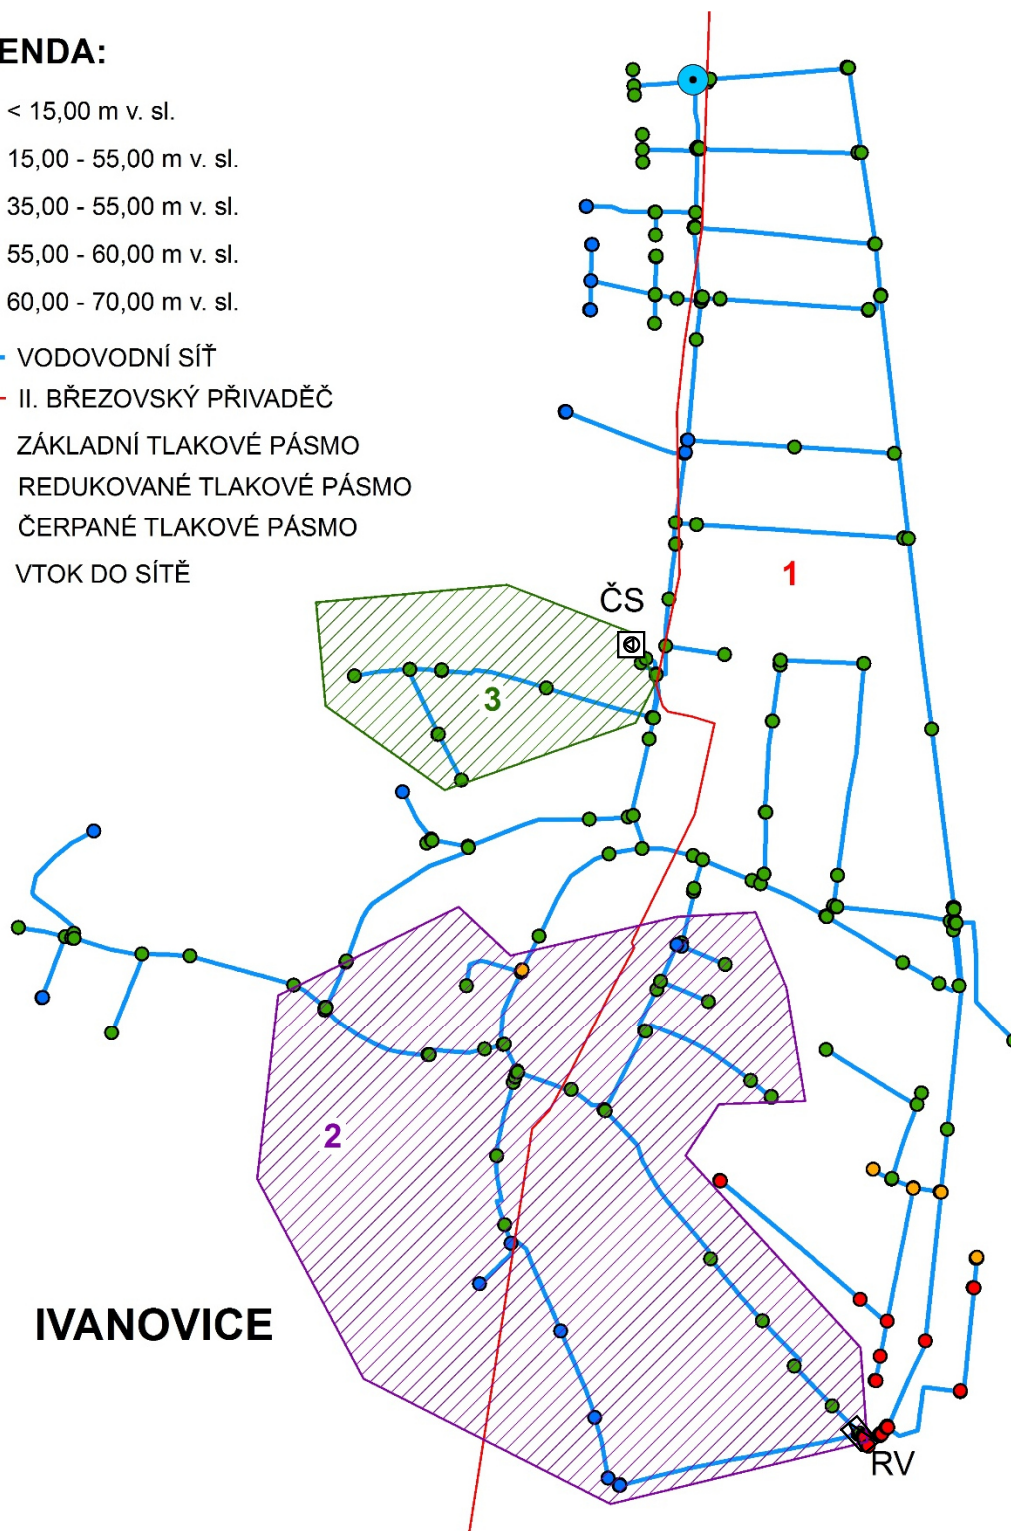 ENDA:
< 15,00 m v. sl.
15,00 - 55,00 m v. sl.
35,00 - 55,00 m v. sl.
55,00 - 60,00 m v. sl.
60,00 - 70,00 m v. sl.
VODOVODNÍ SÍŤ
II. BŘEZOVSKÝ PŘIVADĚČ
ZÁKLADNÍ TLAKOVÉ PÁSMO
REDUKOVANÉ TLAKOVÉ PÁSMO
ČERPANÉ TLAKOVÉ PÁSMO
VTOK DO SÍTĚ
1
ČS
3
2
IVANOVICE
RV